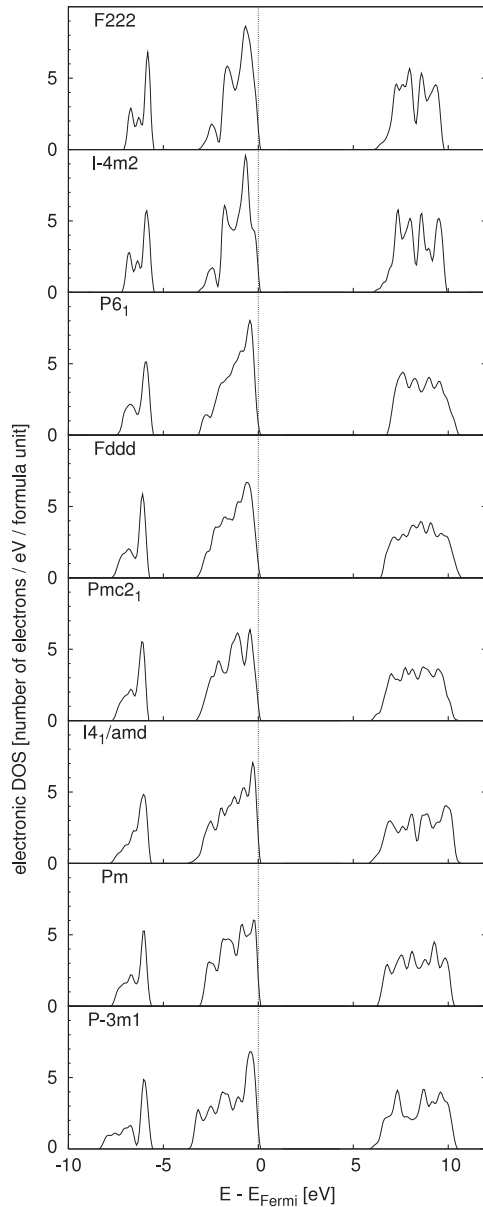 F222
5
0
I-4m2
5
0
P6₁
5
0
Fddd
5
0
Pmc2₁
5
0
I4₁/amd
5
0
Pm
5
0
P-3m1
5
0
-10 -5 0 5 10
E - E_Fermi [eV]
electronic DOS [number of electrons / eV / formula unit]